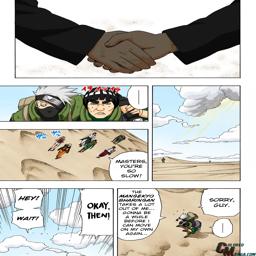 MASTERS,
YOU'RE
SO
SLOW!
SORRY,
GUY.
THE
MANGEKYO
SHARINGAN
TAKES A LOT
OUT OF ME...
GONNA BE
A WHILE
BEFORE I
CAN MOVE
ON MY OWN
AGAIN...
OKAY,
THEN!
HEY!
WAIT!